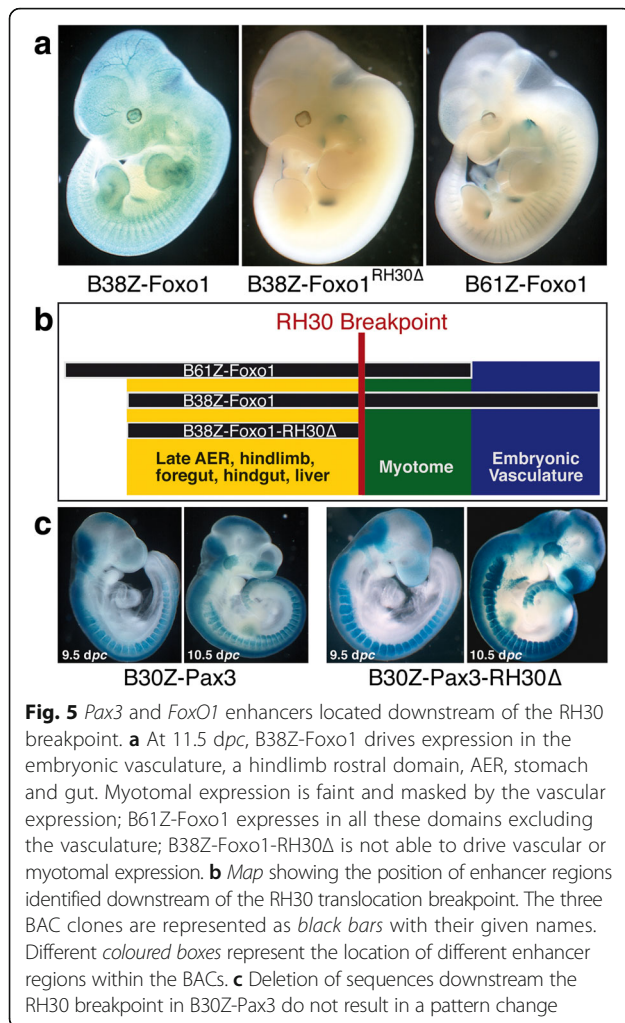 a
B38Z-Foxo1 B38Z-Foxo1RH30Δ B61Z-Foxo1
b
RH30 Breakpoint
B61Z-Foxo1
B38Z-Foxo1
B38Z-Foxo1-RH30Δ
Late AER, hindlimb,
foregut, hindgut, liver
Myotome
Embryonic
Vasculature
c
9.5 dpc 10.5 dpc 9.5 dpc 10.5 dpc
B30Z-Pax3 B30Z-Pax3-RH30Δ
Fig. 5 Pax3 and FoxO1 enhancers located downstream of the RH30
breakpoint. a At 11.5 dpc, B38Z-Foxo1 drives expression in the
embryonic vasculature, a hindlimb rostral domain, AER, stomach
and gut. Myotomal expression is faint and masked by the vascular
expression; B61Z-Foxo1 expresses in all these domains excluding
the vasculature; B38Z-Foxo1-RH30Δ is not able to drive vascular or
myotomal expression. b Map showing the position of enhancer regions
identified downstream of the RH30 translocation breakpoint. The three
BAC clones are represented as black bars with their given names.
Different coloured boxes represent the location of different enhancer
regions within the BACs. c Deletion of sequences downstream the
RH30 breakpoint in B30Z-Pax3 do not result in a pattern change